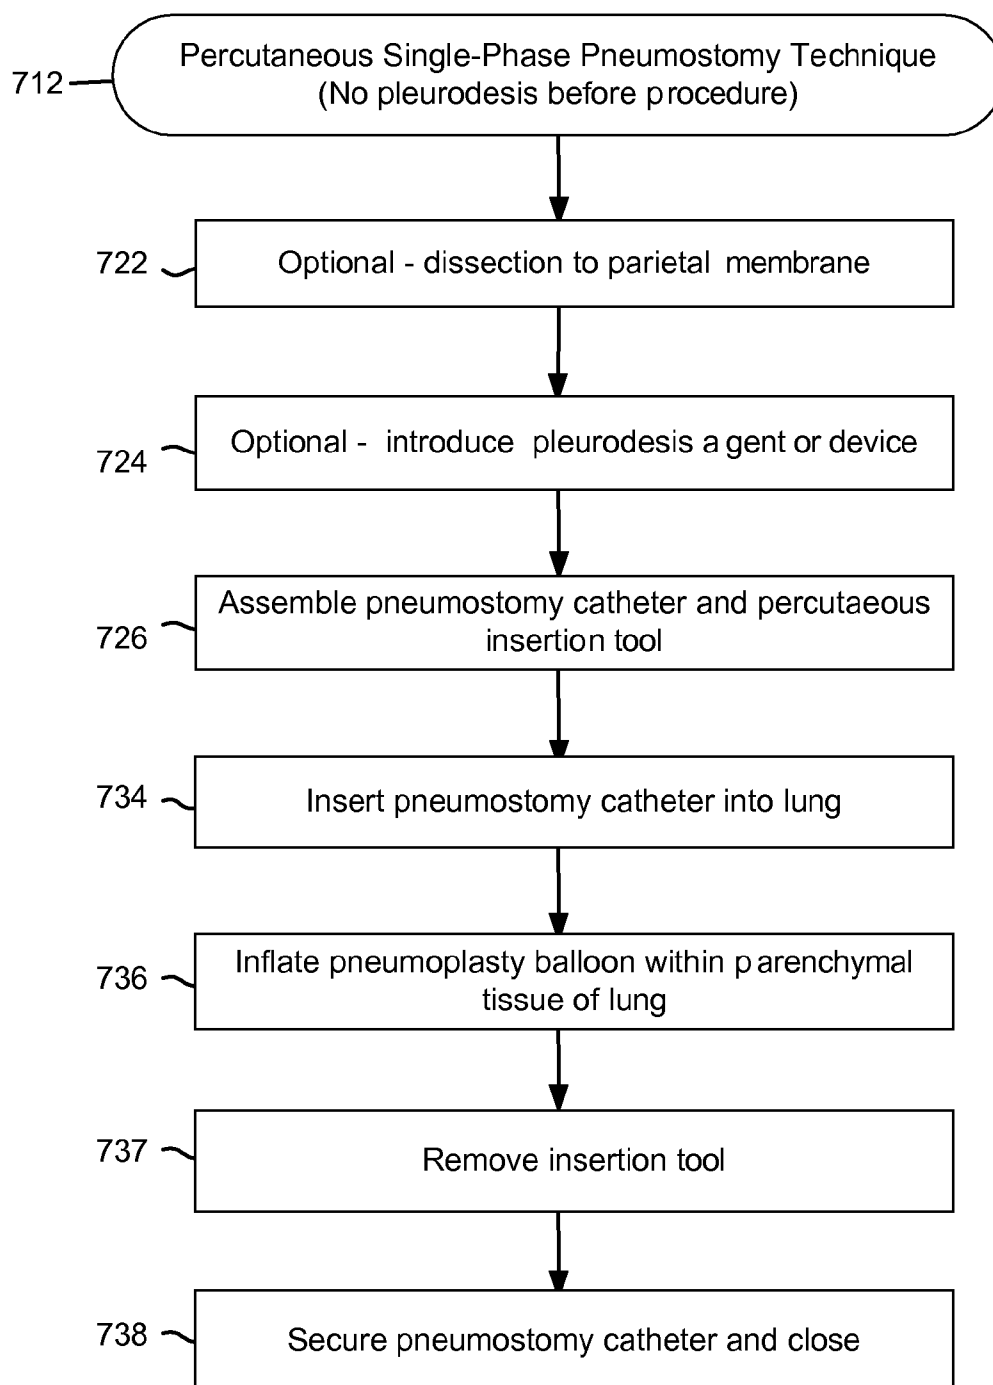 Percutaneous Single-Phase Pneumostomy Technique
(No pleurodesis before procedure)
712
722
Optional - dissection to parietal membrane
724
Optional - introduce pleurodesis agent or device
726
Assemble pneumostomy catheter and percutaeous
insertion tool
734
Insert pneumostomy catheter into lung
736
Inflate pneumoplasty balloon within parenchymal
tissue of lung
737
Remove insertion tool
738
Secure pneumostomy catheter and close